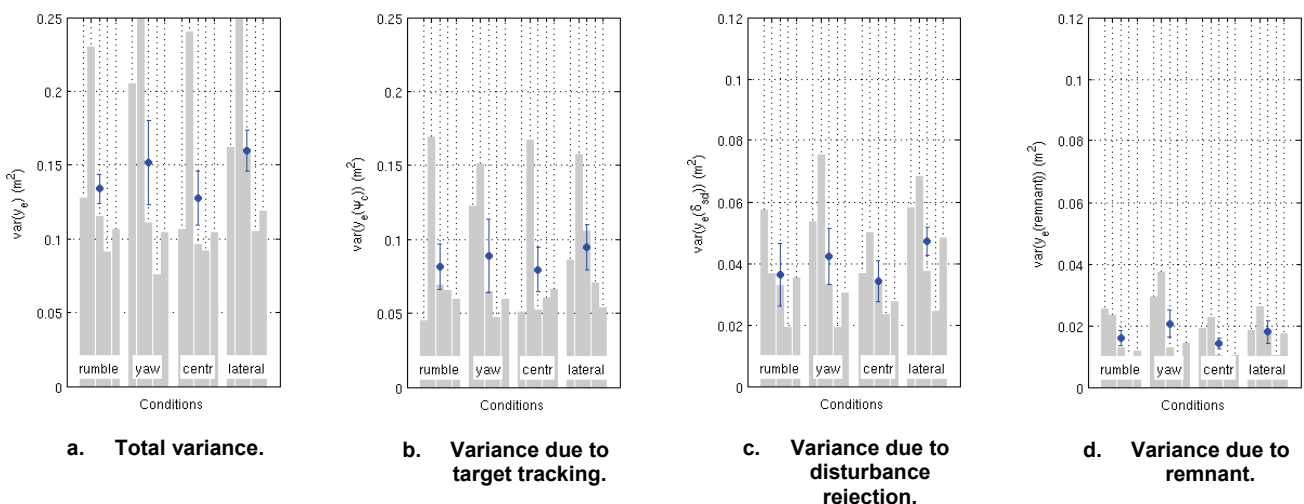 0.25
0.2
0.15
0.1
0.05
0
var(y_e) (m²)
rumble yaw centr lateral
Conditions
a. Total variance.
0.25
0.2
0.15
0.1
0.05
0
var(y_e(ψ_c)) (m²)
rumble yaw centr lateral
Conditions
b. Variance due to
target tracking.
0.12
0.1
0.08
0.06
0.04
0.02
0
var(y_e(δ_sd)) (m²)
rumble yaw centr lateral
Conditions
c. Variance due to
disturbance
rejection.
0.12
0.1
0.08
0.06
0.04
0.02
0
var(y_e(remnant)) (m²)
rumble yaw centr lateral
Conditions
d. Variance due to
remnant.